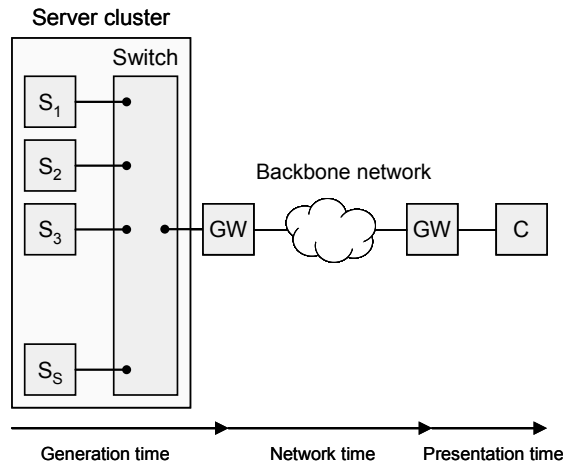 Server cluster
Switch
S1
S2
Backbone network
S3
GW
GW
C
SS
Generation time
Network time
Presentation time